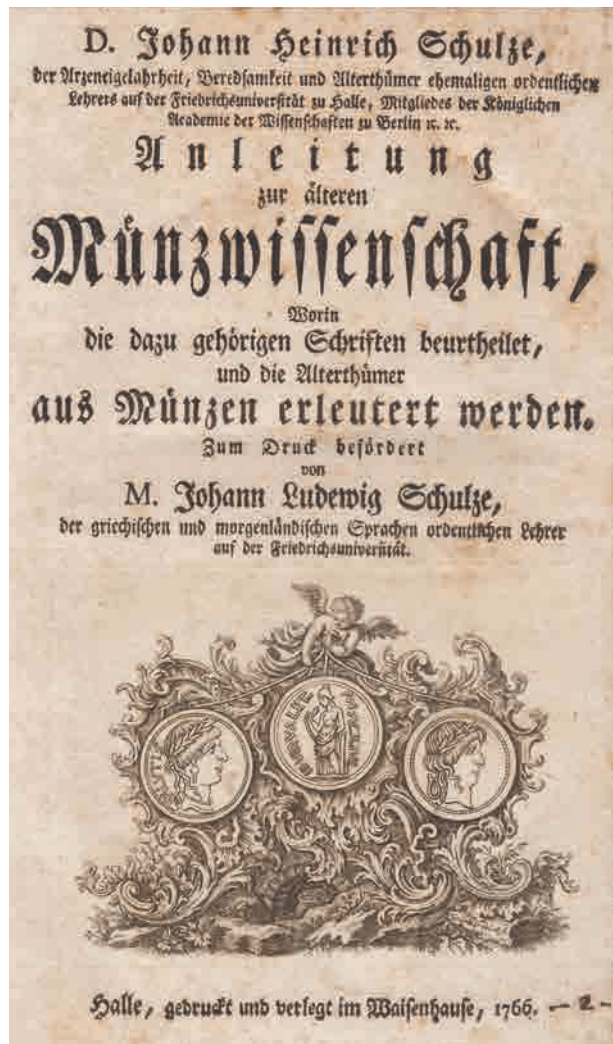 D. Johann Heinrich Schulze,
der Arzeneigelahrheit, Beredsamkeit und Alterthümer ehemaligen ordentlichen
Lehrers auf der Friedrichsuniversität zu Halle, Mitgliedes der Königlichen
Academie der Wissenschaften zu Berlin ꝛc. ꝛc.
Anleitung
zur älteren
Münzwissenschaft,
Worin
die dazu gehörigen Schriften beurtheilet,
und die Alterthümer
aus Münzen erleutert werden.
Zum Druck befördert
von
M. Johann Ludewig Schulze,
der griechischen und morgenländischen Sprachen ordentlichen Lehrer
auf der Friedrichsuniversität.
Halle, gedruckt und verlegt im Waisenhause, 1766. — 2 -